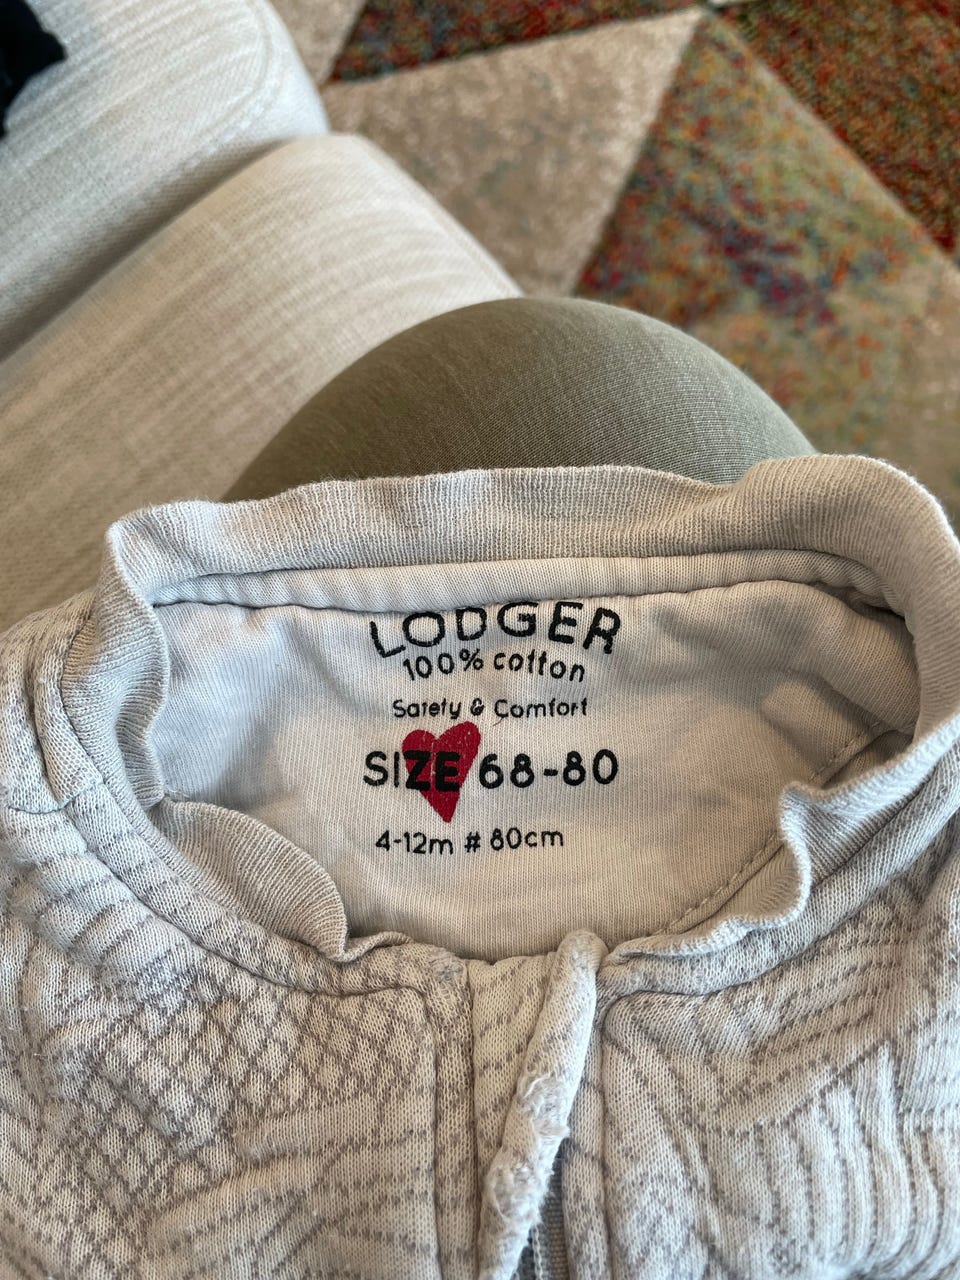 LODGER
100% cotton
Safety & Comfort
SIZE 68-80
4-12m # 80cm